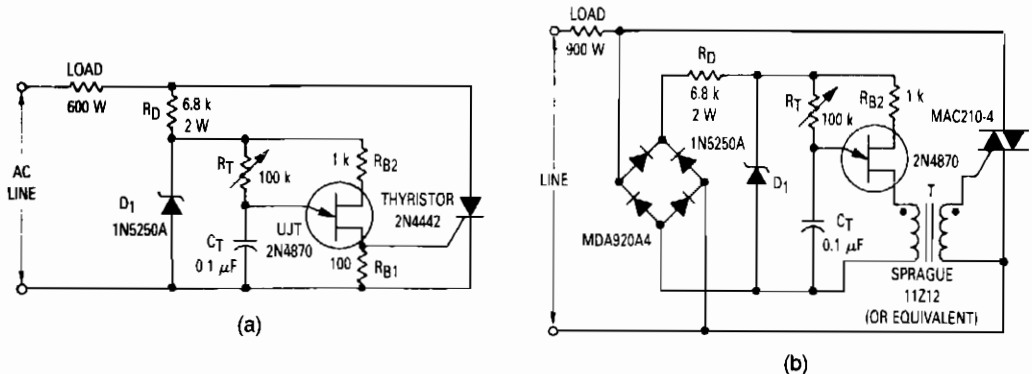 LOAD
600 W
RD
6.8 k
2 W
AC
LINE
RT
100 k
1 k
RB2
D1
1N5250A
THYRISTOR
2N4442
UJT
2N4870
CT
0.1 μF
100
RB1
(a)
LOAD
900 W
RD
6.8 k
2 W
1N5250A
RT
100 k
RB2
1 k
MAC210-4
2N4870
LINE
D1
T
MDA920A4
CT
0.1 μF
SPRAGUE
11Z12
(OR EQUIVALENT)
(b)